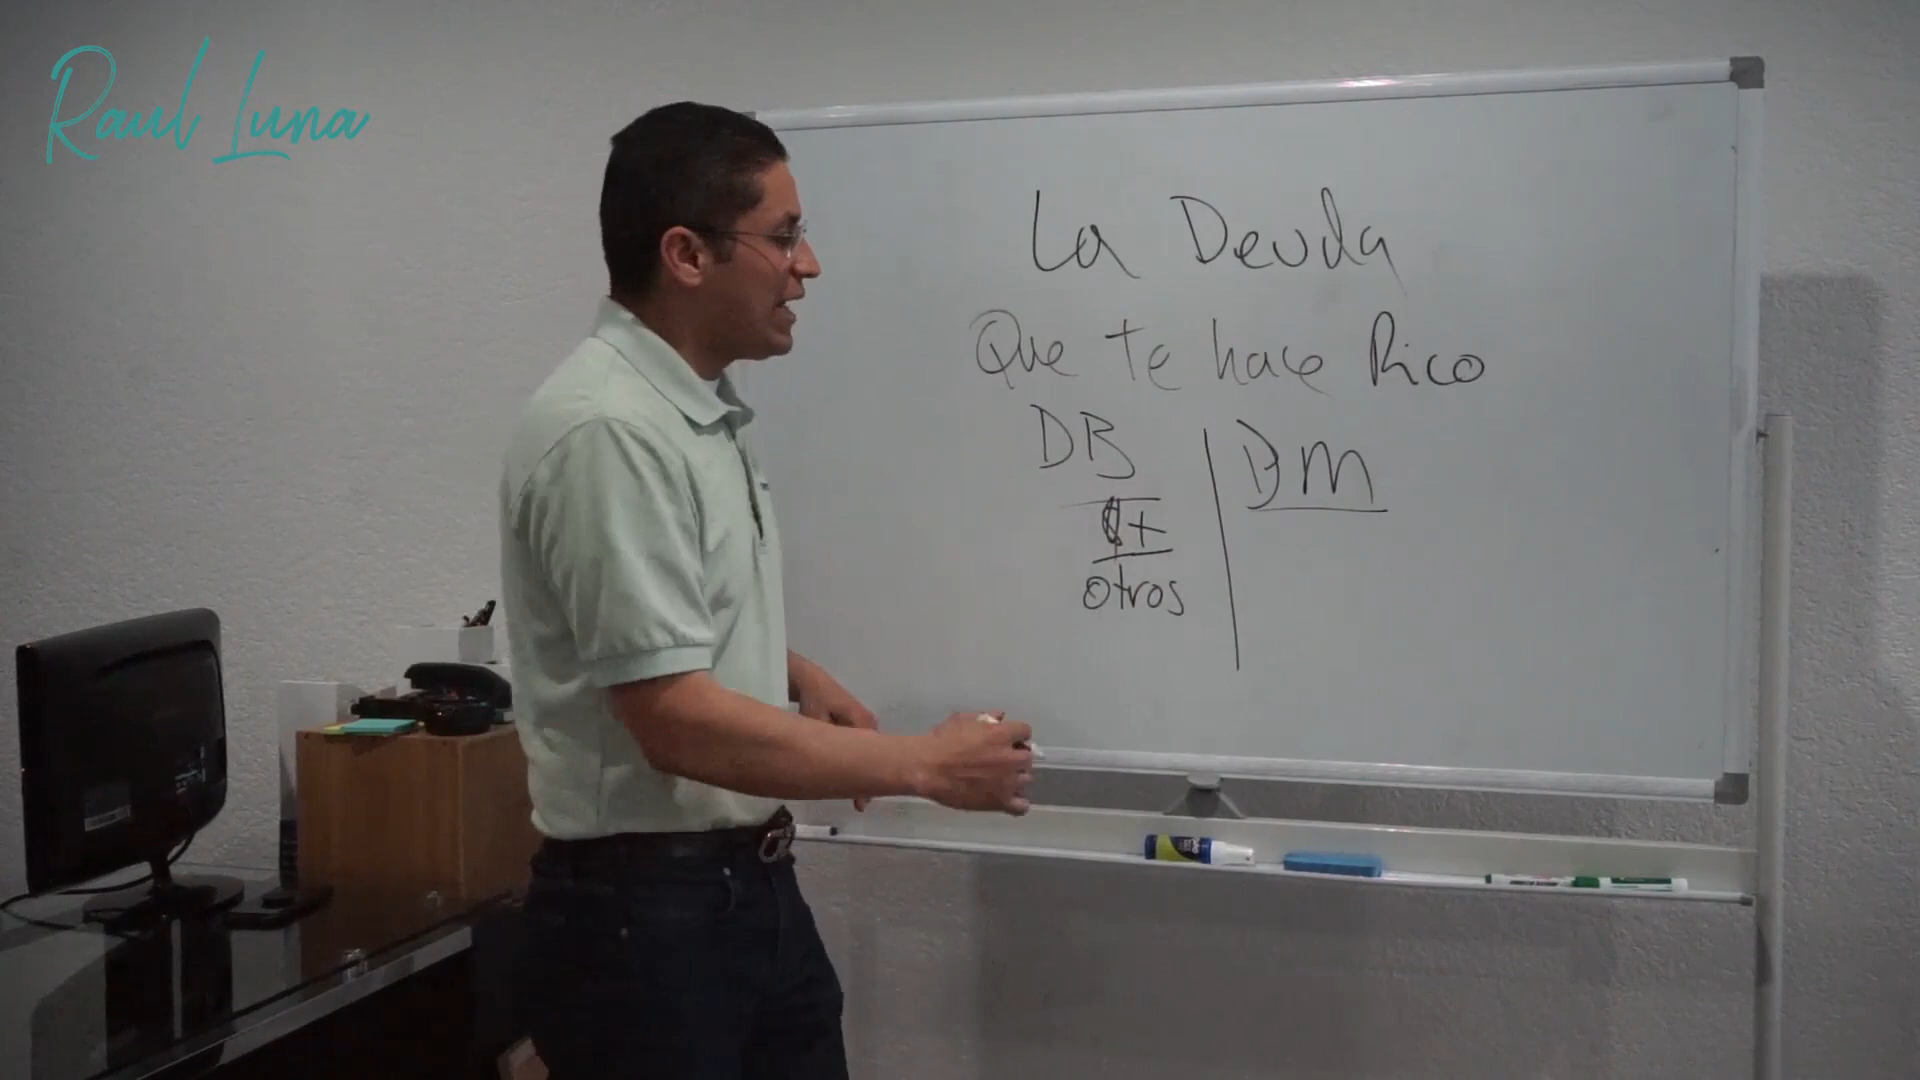 Raul Luna
La Deuda
Que te hace Rico
DB
DM
$+
otros